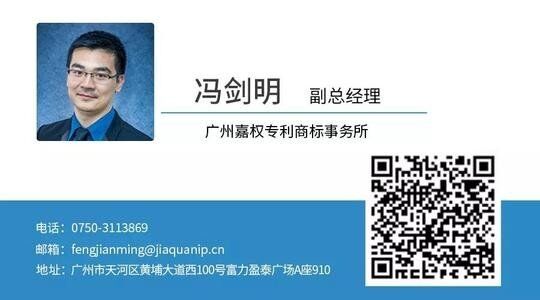 冯剑明 副总经理
广州嘉权专利商标事务所
电话：0750-3113869
邮箱：fengjianming@jiaquanip.cn
地址：广州市天河区黄埔大道西100号富力盈泰广场A座910